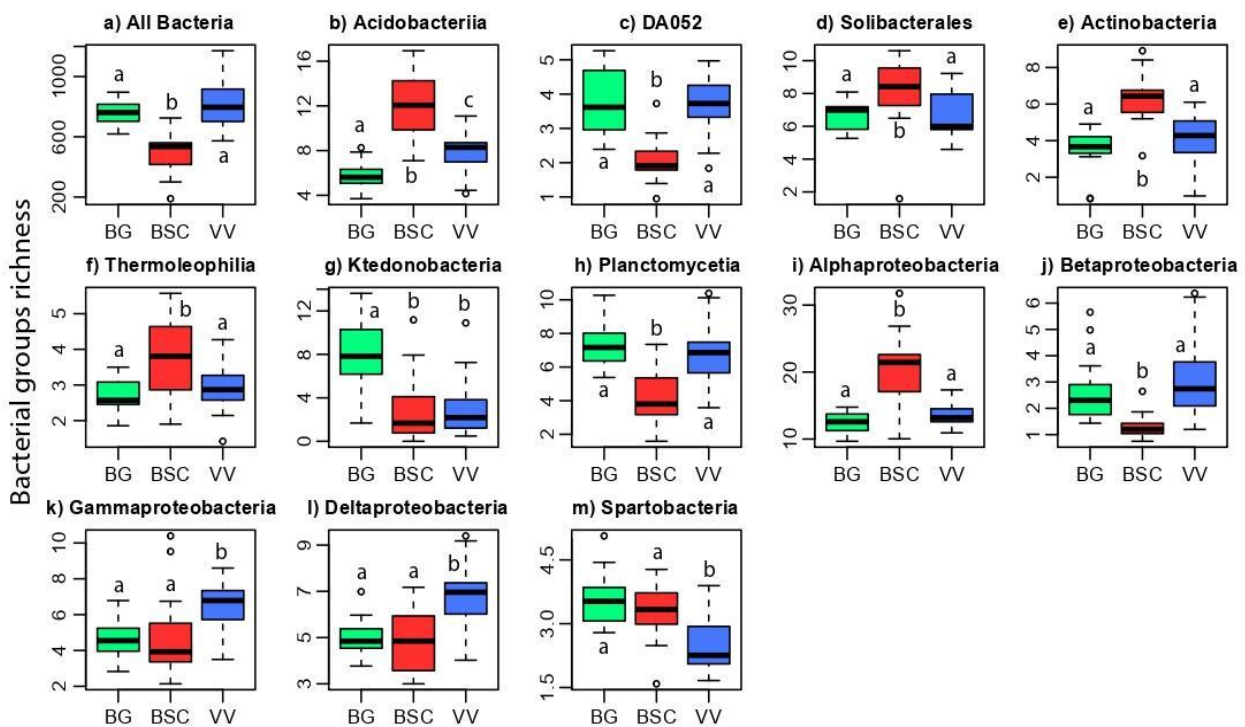 Bacterial groups richness
a) All Bacteria
1000
600
200
a
b
a
BG BSC VV
b) Acidobacteriia
16
12
8
4
a
b
c
BG BSC VV
c) DA052
5
4
3
2
1
a
b
a
BG BSC VV
d) Solibacterales
10
8
6
4
2
a
b
a
BG BSC VV
e) Actinobacteria
8
6
4
2
a
b
a
BG BSC VV
f) Thermoleophilia
5
4
3
2
a
b
a
BG BSC VV
g) Ktedonobacteria
12
8
4
0
a
b
b
BG BSC VV
h) Planctomycetia
10
8
6
4
2
a
b
a
BG BSC VV
i) Alphaproteobacteria
30
20
10
a
b
a
BG BSC VV
j) Betaproteobacteria
6
5
4
3
2
1
a
b
a
BG BSC VV
k) Gammaproteobacteria
10
8
6
4
2
a
a
b
BG BSC VV
l) Deltaproteobacteria
9
7
5
3
a
a
b
BG BSC VV
m) Spartobacteria
4.5
3.0
1.5
a
a
b
BG BSC VV